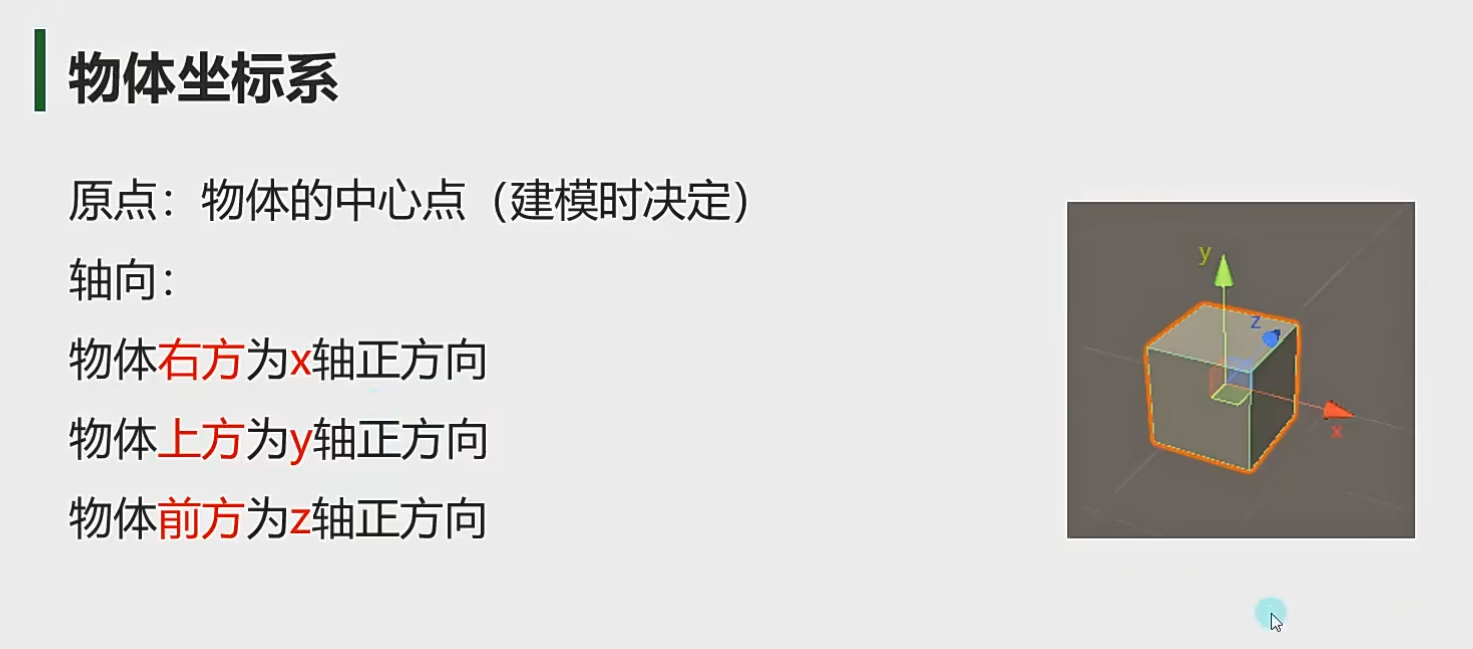 物体坐标系
原点：物体的中心点（建模时决定）
轴向：
物体右方为x轴正方向
物体上方为y轴正方向
物体前方为z轴正方向
y
z
x